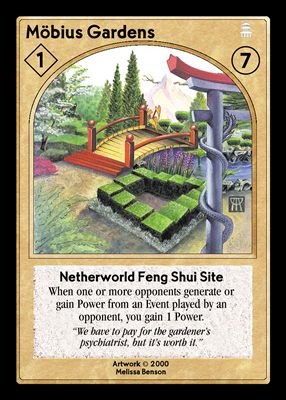 Möbius Gardens
1
7
Netherworld Feng Shui Site
When one or more opponents generate or
gain Power from an Event played by an
opponent, you gain 1 Power.
“We have to pay for the gardener’s
psychiatrist, but it’s worth it.”
Artwork © 2000
Melissa Benson